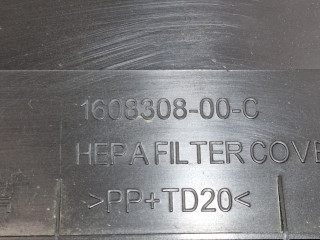 1608308-00-C
HEPA FILTER COVE
>PP+TD20<